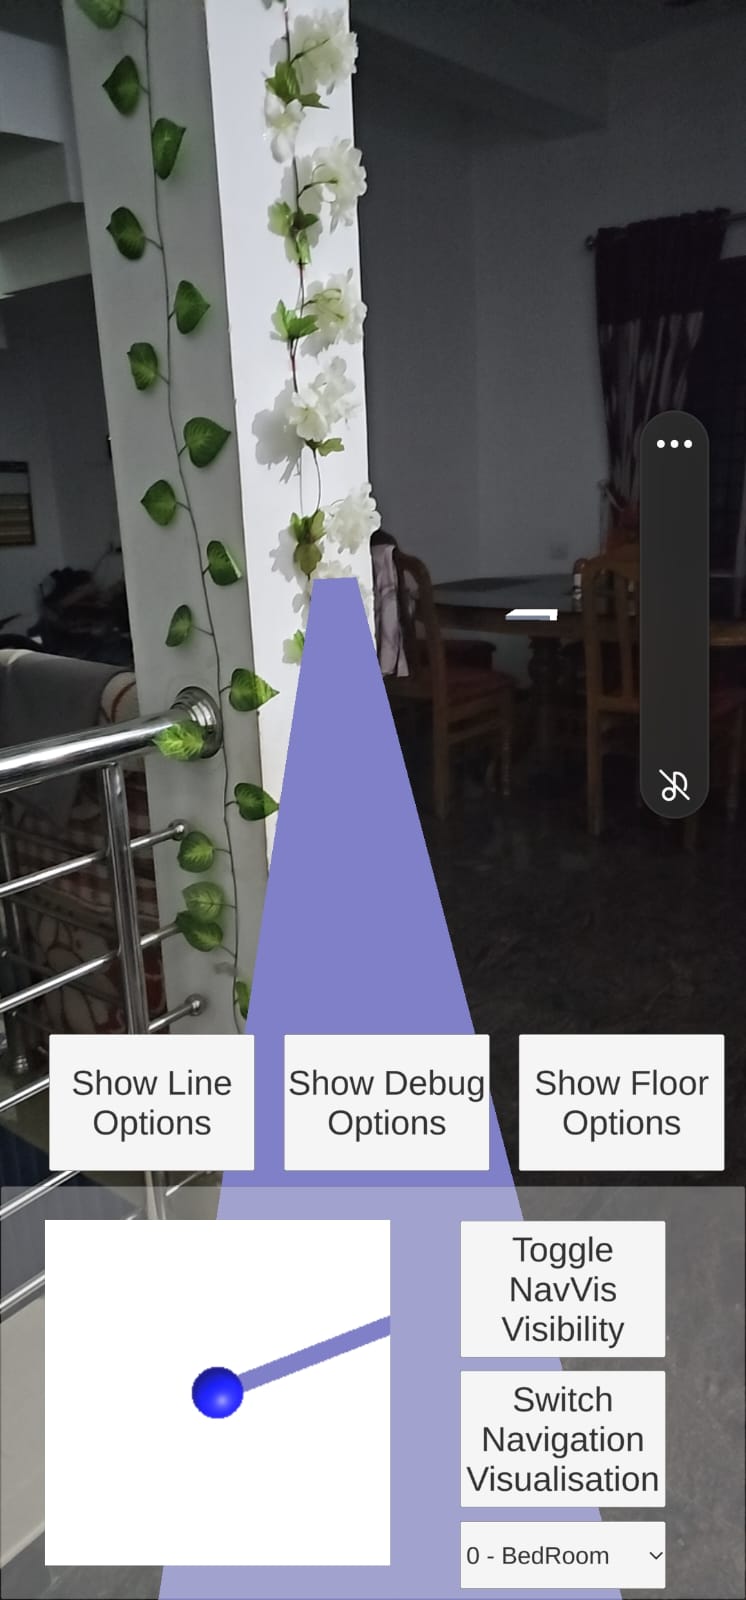 Show Line
Options
Show Debug
Options
Show Floor
Options
Toggle
NavVis
Visibility
Switch
Navigation
Visualisation
0 - BedRoom